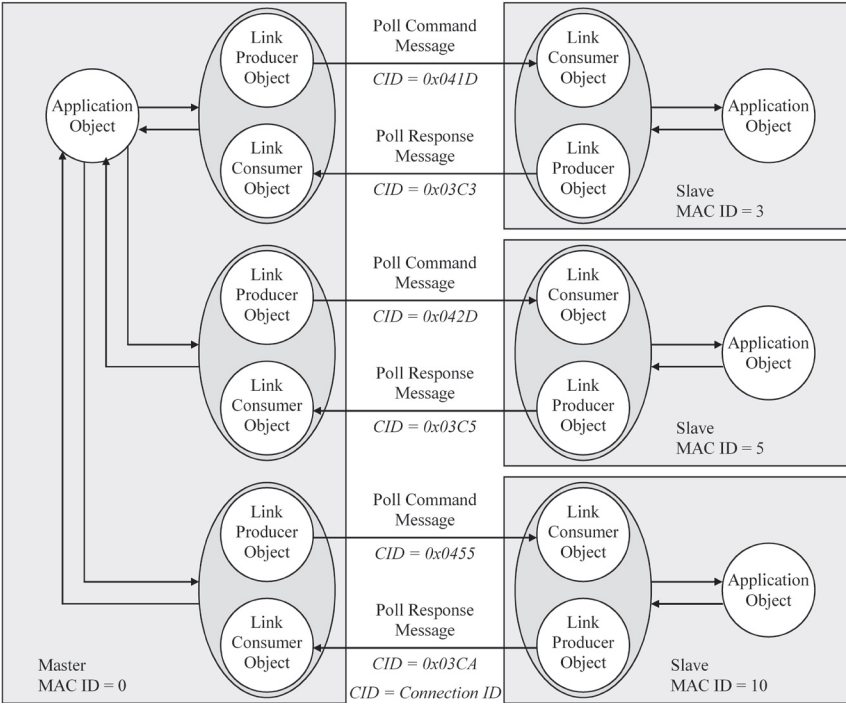 Application
Object
Link
Producer
Object
Link
Consumer
Object
Poll Command
Message
CID = 0x041D
Poll Response
Message
CID = 0x03C3
Link
Consumer
Object
Link
Producer
Object
Application
Object
Slave
MAC ID = 3
Link
Producer
Object
Link
Consumer
Object
Poll Command
Message
CID = 0x042D
Poll Response
Message
CID = 0x03C5
Link
Consumer
Object
Link
Producer
Object
Application
Object
Slave
MAC ID = 5
Link
Producer
Object
Link
Consumer
Object
Poll Command
Message
CID = 0x0455
Poll Response
Message
CID = 0x03CA
Link
Consumer
Object
Link
Producer
Object
Application
Object
Slave
MAC ID = 10
Master
MAC ID = 0
CID = Connection ID